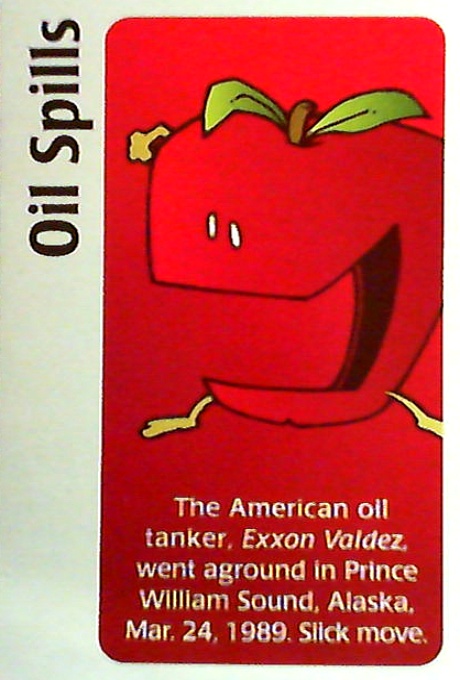 Oil Spills
The American oil
tanker, Exxon Valdez,
went aground in Prince
William Sound, Alaska,
Mar. 24, 1989. Slick move.